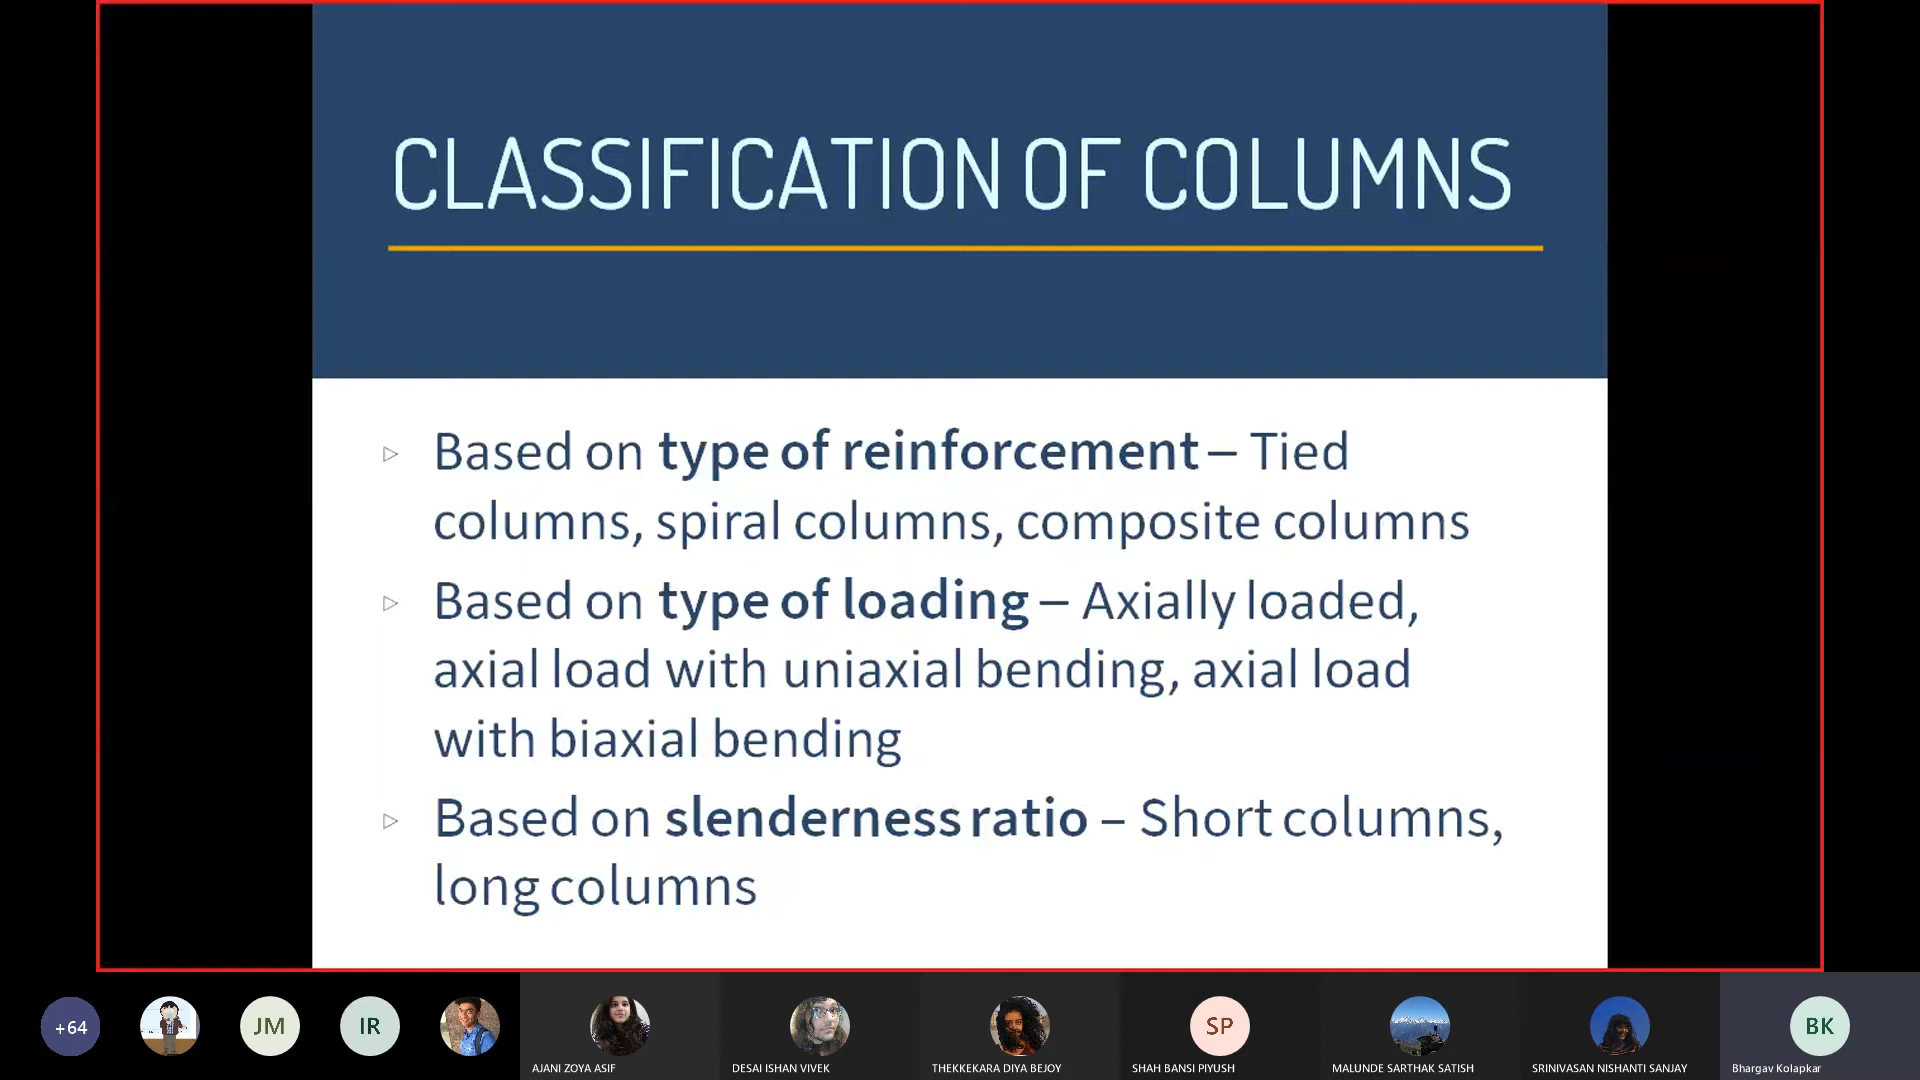 CLASSIFICATION OF COLUMNS
▷ Based on type of reinforcement – Tied
columns, spiral columns, composite columns
▷ Based on type of loading – Axially loaded,
axial load with uniaxial bending, axial load
with biaxial bending
▷ Based on slenderness ratio – Short columns,
long columns
+64
JM
IR
AJANI ZOYA ASIF
DESAI ISHAN VIVEK
THEKKEKARA DIYA BEJOY
SP
SHAH BANSI PIYUSH
MALUNDE SARTHAK SATISH
SRINIVASAN NISHANTI SANJAY
BK
Bhargav Kolapkar